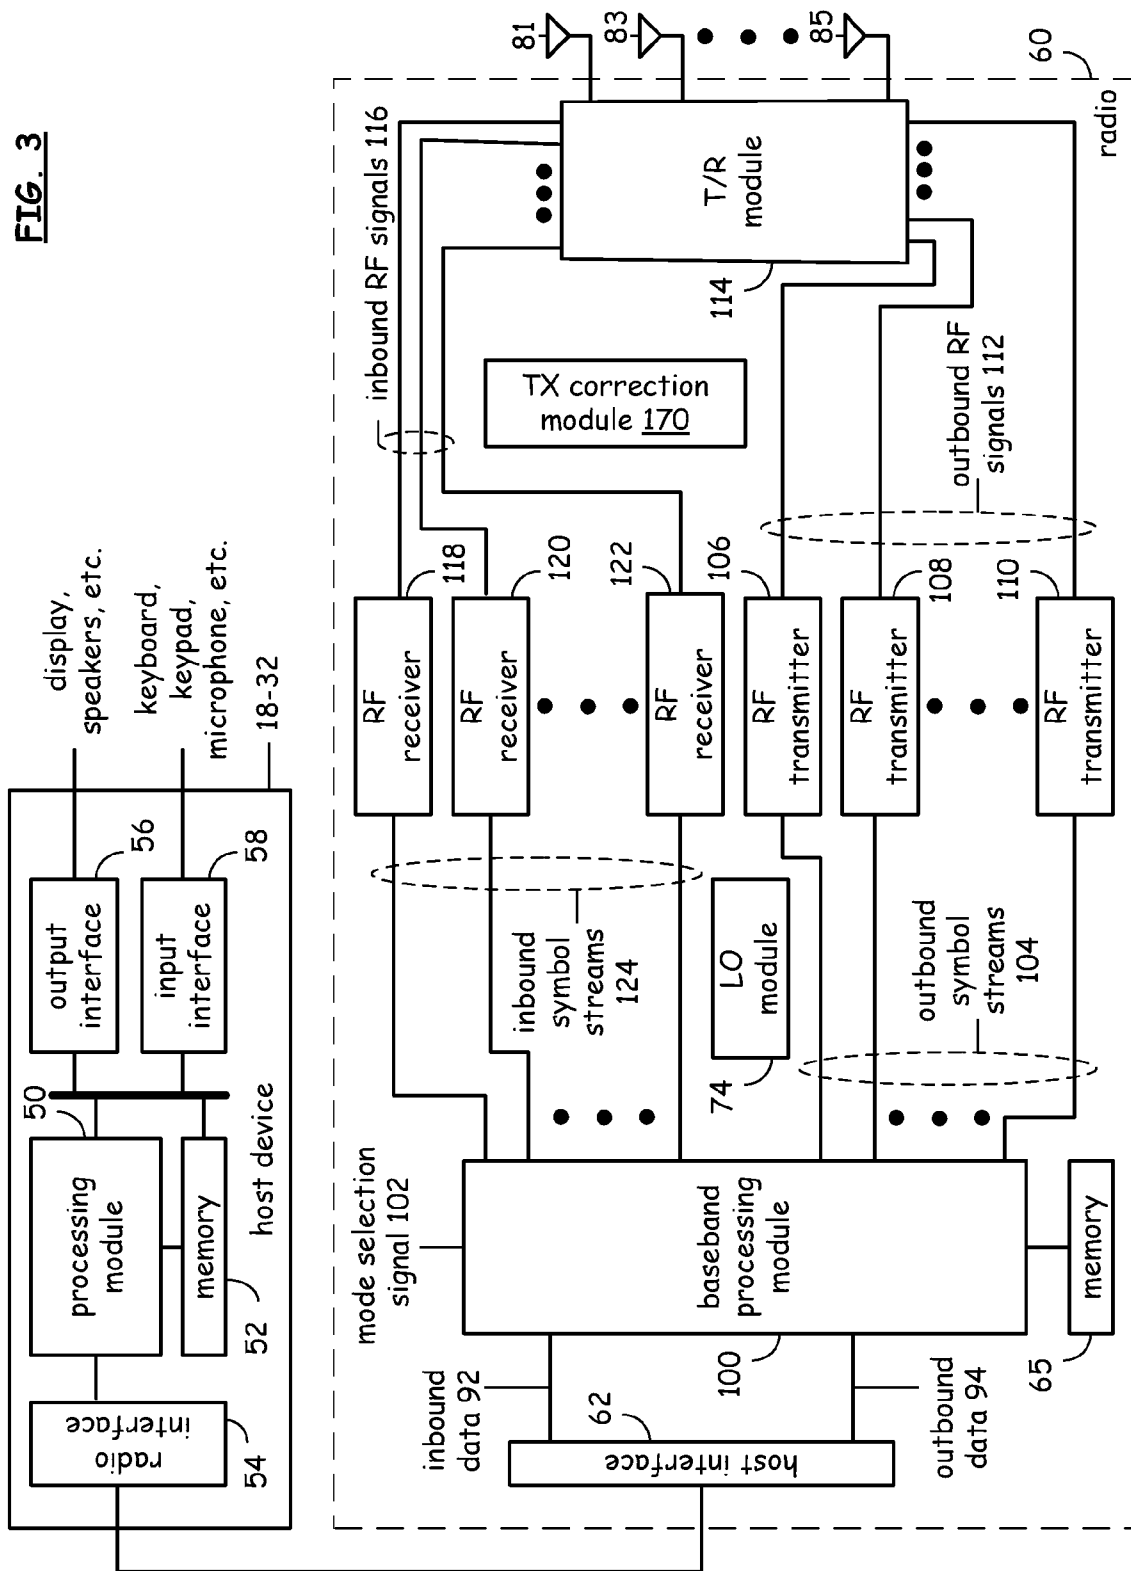 FIG. 3
display,
speakers, etc.
keyboard,
keypad,
microphone, etc.
18-32
output
interface
56
input
interface
58
50
processing
module
memory
52
host device
radio
interface
54
81
83
85
60
radio
inbound RF signals 116
T/R
module
114
TX correction
module 170
outbound RF
signals 112
RF
receiver
118
RF
receiver
120
RF
receiver
122
RF
transmitter
106
RF
transmitter
108
RF
transmitter
110
inbound
symbol
streams
124
LO
module
74
outbound
symbol
streams
104
mode selection
signal 102
baseband
processing
module
100
memory
65
inbound
data 92
62
host interface
outbound
data 94